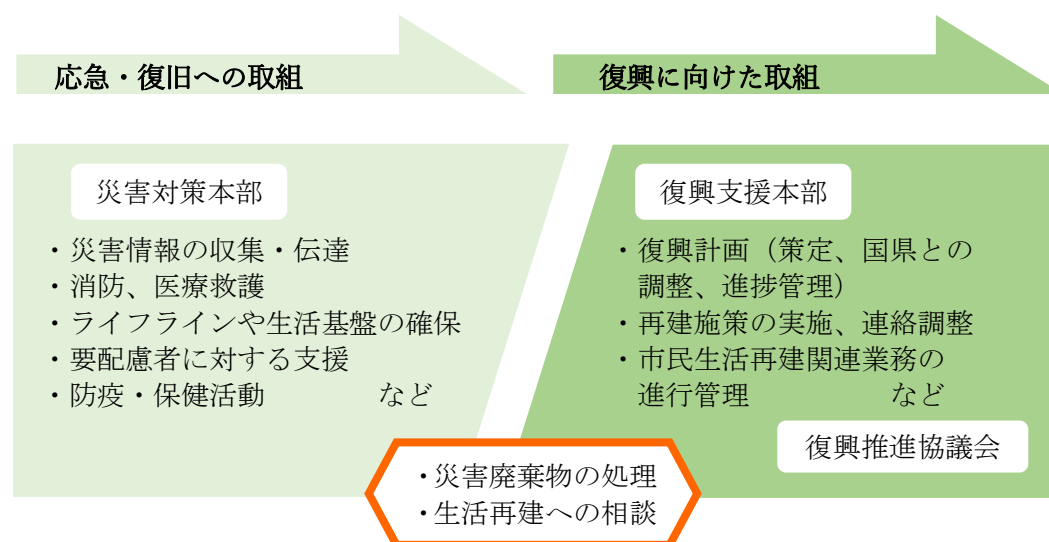 応急・復旧への取組
復興に向けた取組
災害対策本部
・災害情報の収集・伝達
・消防、医療救護
・ライフラインや生活基盤の確保
・要配慮者に対する支援
・防疫・保健活動　　　　など
復興支援本部
・復興計画（策定、国県との
調整、進捗管理）
・再建施策の実施、連絡調整
・市民生活再建関連業務の
進行管理　　　　　など
復興推進協議会
・災害廃棄物の処理
・生活再建への相談